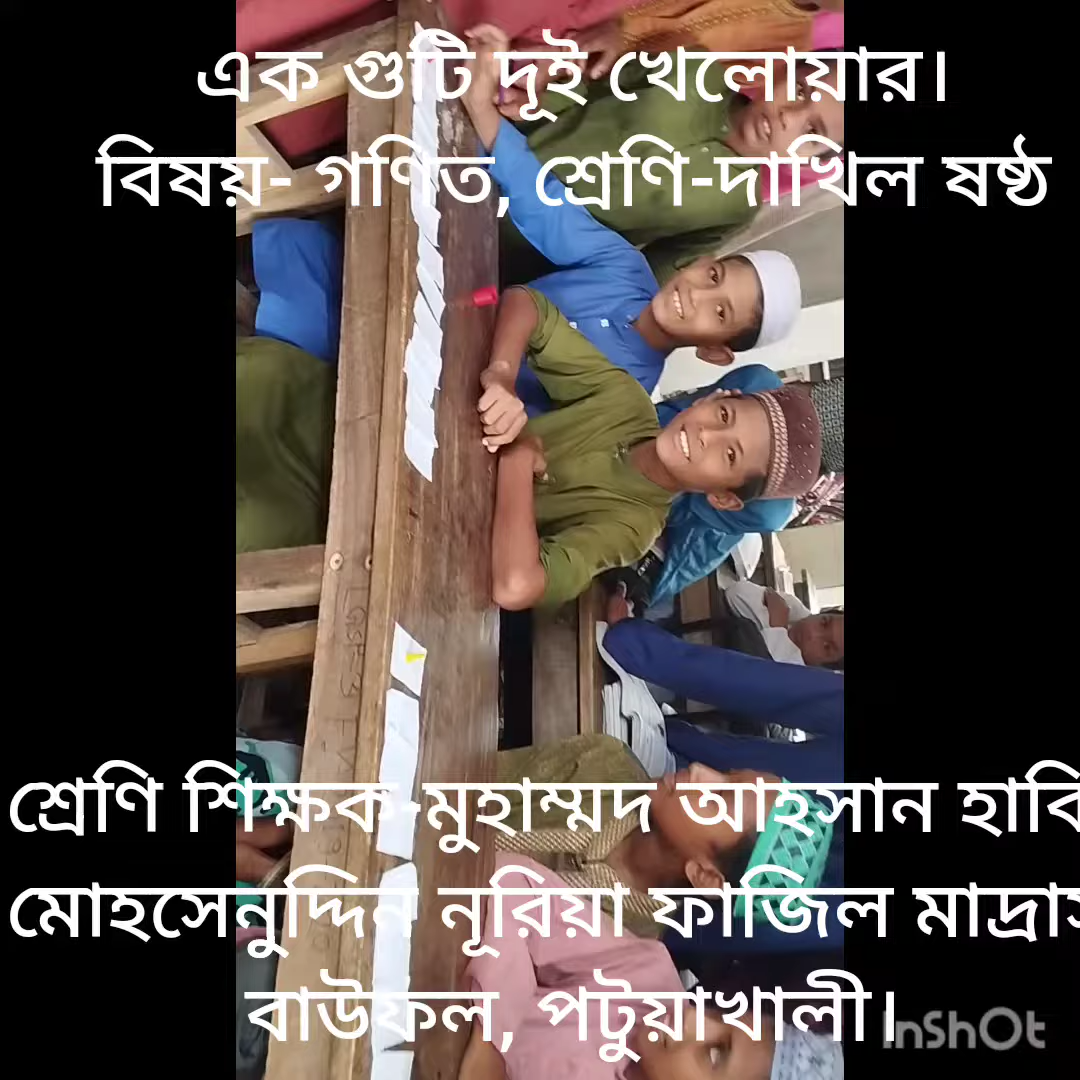 এক গুটি দূই খেলোয়ার।
বিষয়- গণিত, শ্রেণি-দাখিল ষষ্ঠ
শ্রেণি শিক্ষক-মুহাম্মদ আহসান হাবি
মোহসেনুদ্দিন নূরিয়া ফাজিল মাদ্রাস
বাউফল, পটুয়াখালী।
InShOt